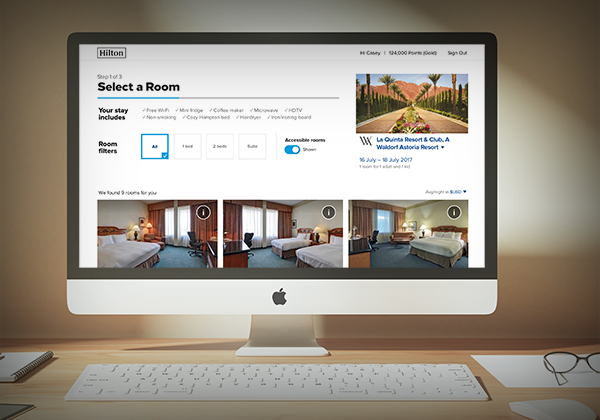 Hilton
Hi Casey | 124,000 Points (Gold) Sign Out
Step 1 of 3
Select a Room
Your stay includes
✓Free Wi-Fi ✓Mini fridge ✓Coffee maker ✓Microwave ✓HDTV
✓Non-smoking ✓Cozy Hampton bed ✓Hairdryer ✓Iron/ironing board
Room filters
All
1 bed
2 beds
Suite
Accessible rooms
Shown
La Quinta Resort & Club, A
Waldorf Astoria Resort
16 July – 18 July 2017
1 room for 1 adult and 1 kid
We found 9 rooms for you
Avg/night in $USD
i
i
i